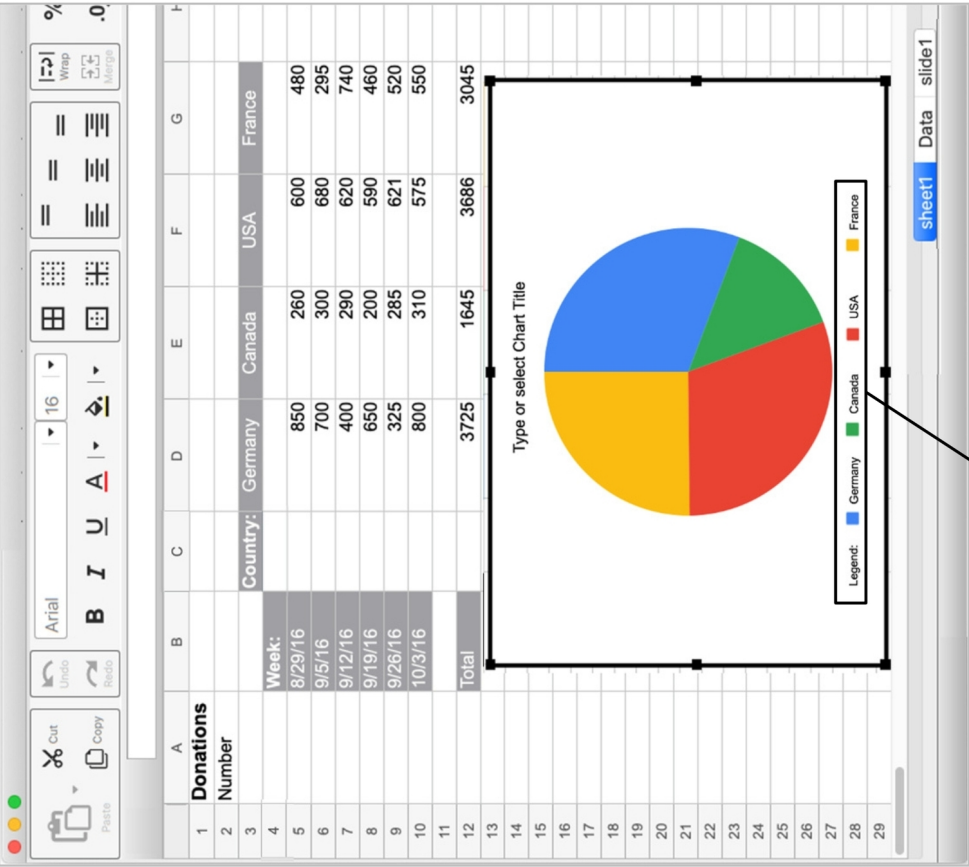 Paste
Cut
Copy
Undo
Redo
Arial
16
B I U A
Wrap
Merge
%
.0
A B C D E F G H
1 Donations
2 Number
3 Country: Germany Canada USA France
4 Week:
5 8/29/16 850 260 600 480
6 9/5/16 700 300 680 295
7 9/12/16 400 290 620 740
8 9/19/16 650 200 590 460
9 9/26/16 325 285 621 520
10 10/3/16 800 310 575 550
11
12 Total 3725 1645 3686 3045
13
14
15
16
17
18
19
20
21
22
23
24
25
26
27
28
29
Type or select Chart Title
Legend: Germany Canada USA France
sheet1 Data slide1